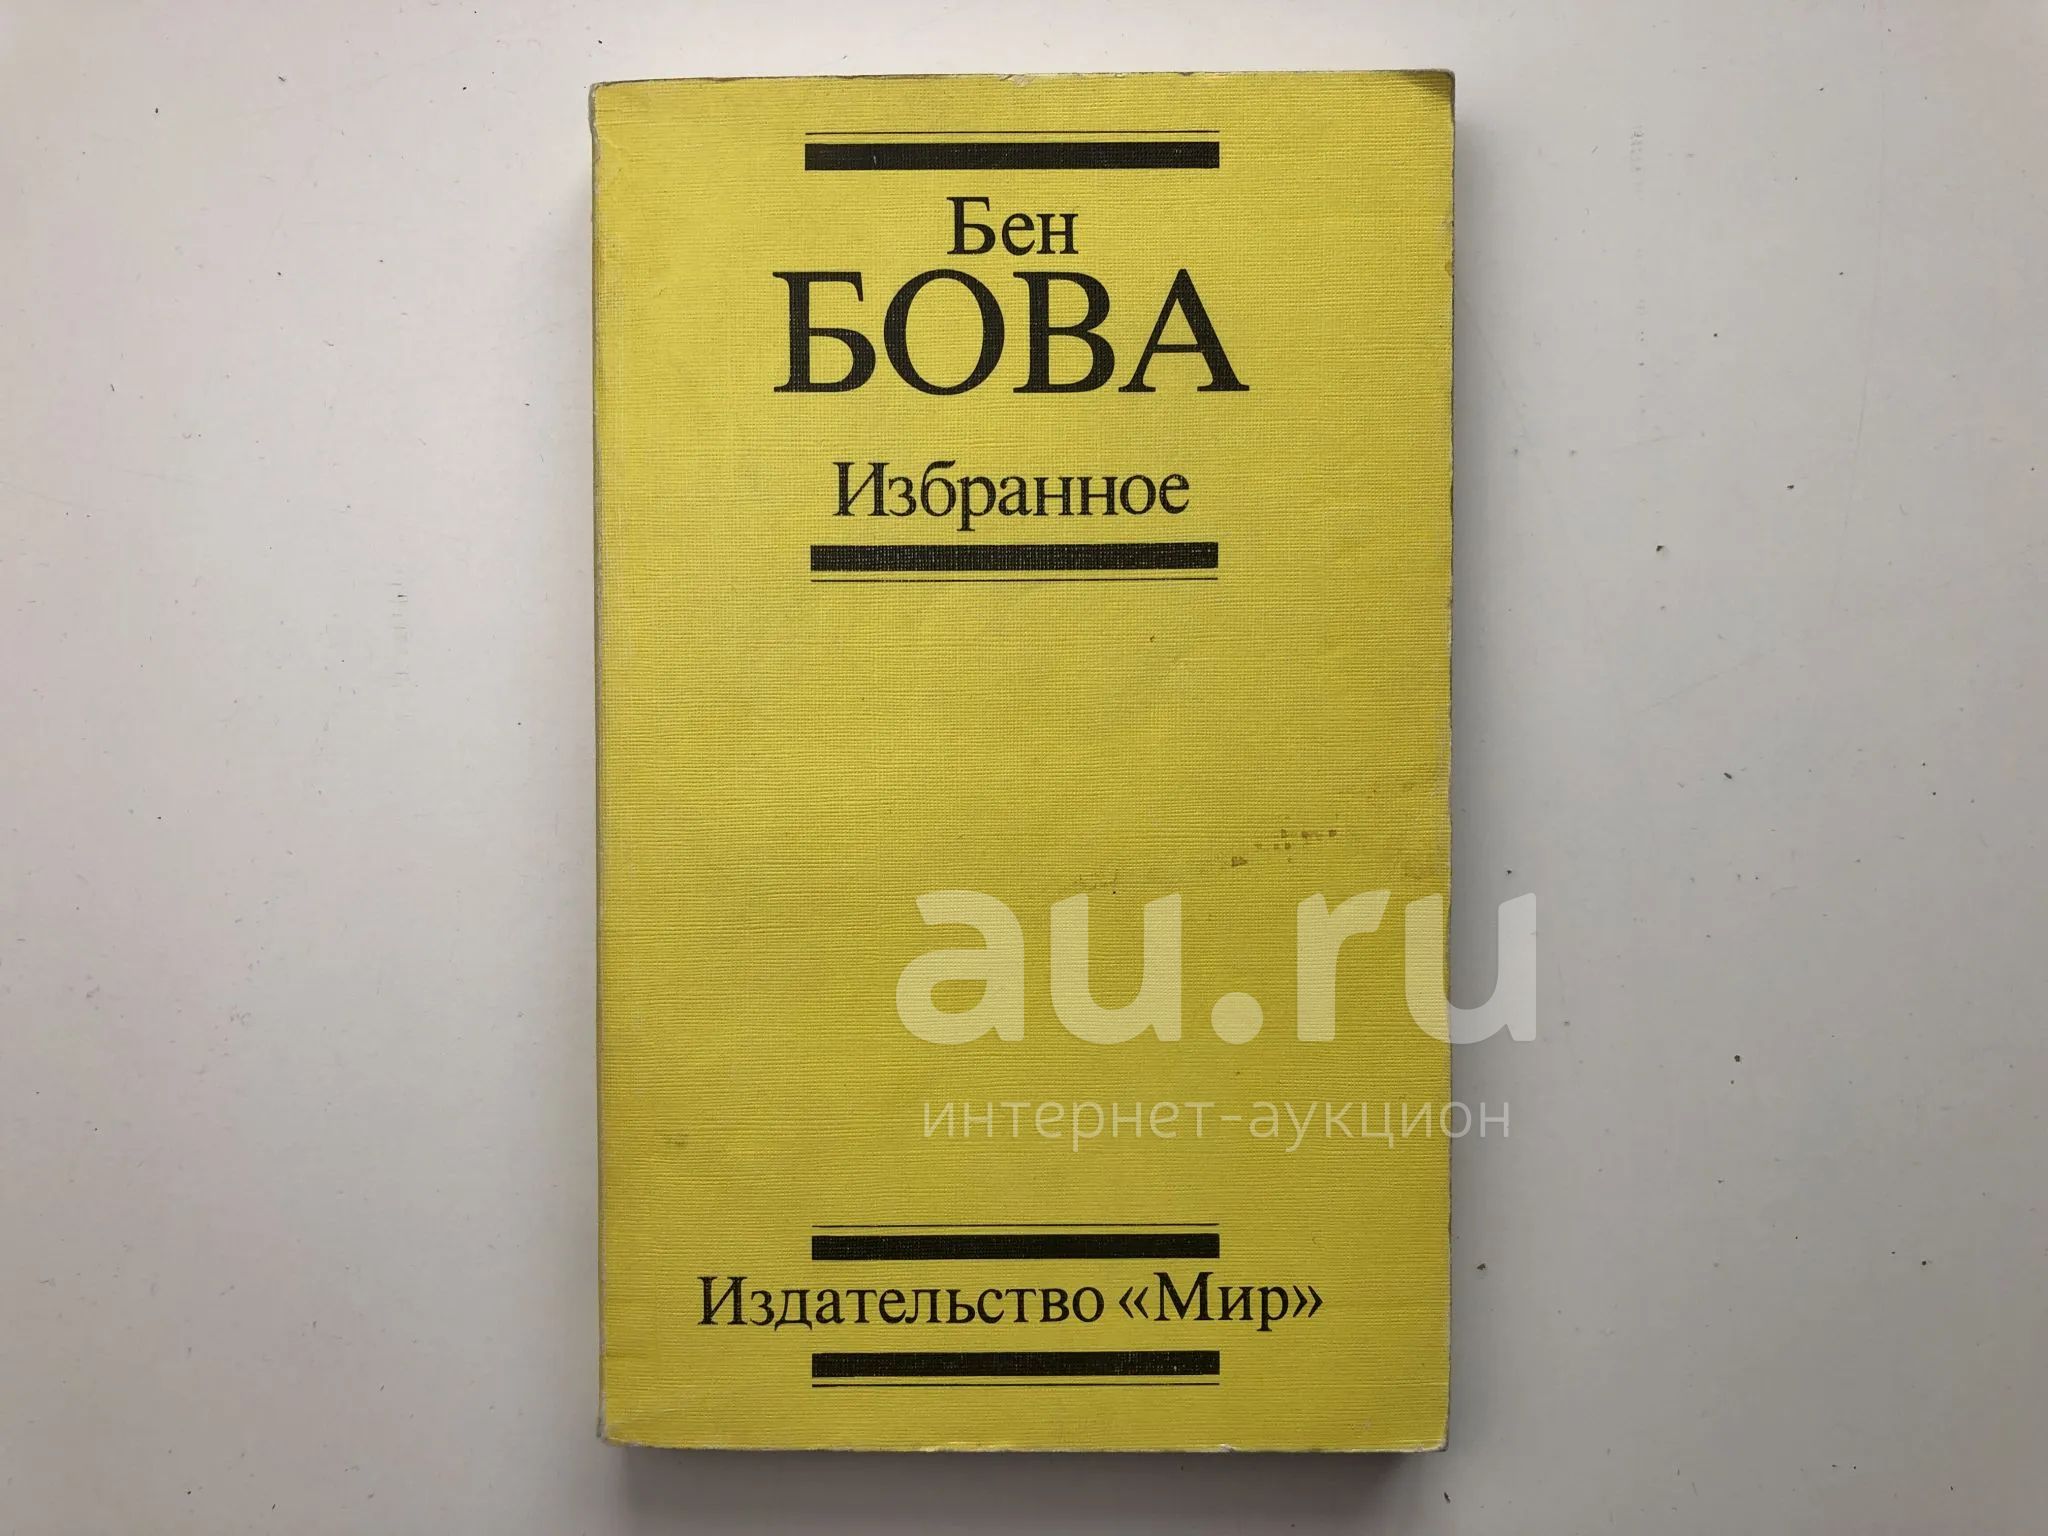 Бен
БОВА
Избранное
au.ru
интернет-аукцион
Издательство «Мир»